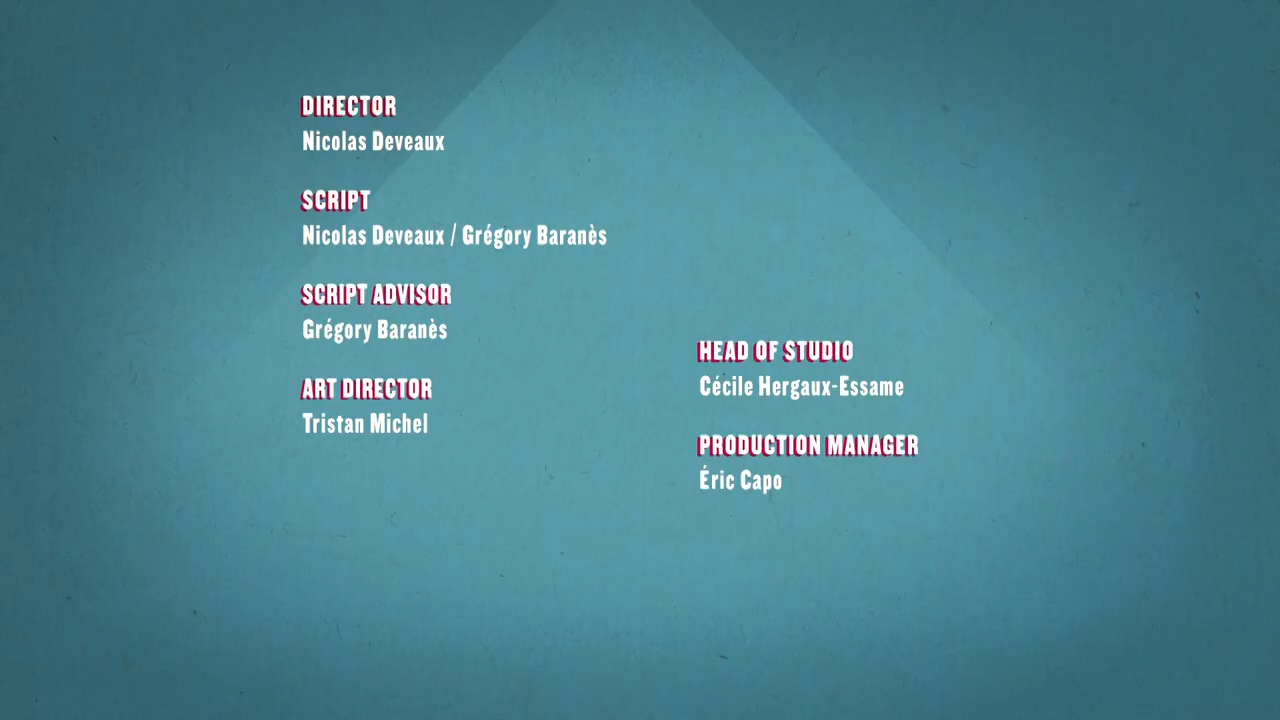 DIRECTOR
Nicolas Deveaux
SCRIPT
Nicolas Deveaux / Grégory Baranès
SCRIPT ADVISOR
Grégory Baranès
ART DIRECTOR
Tristan Michel
HEAD OF STUDIO
Cécile Hergaux-Essame
PRODUCTION MANAGER
Éric Capo